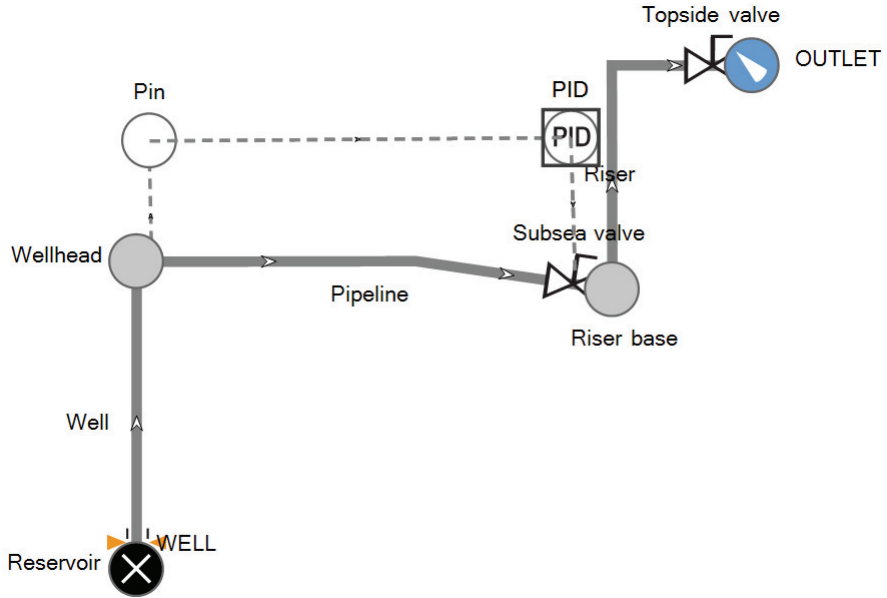 Topside valve
OUTLET
Pin
PID
PID
Riser
Subsea valve
Wellhead
Pipeline
Riser base
Well
WELL
Reservoir